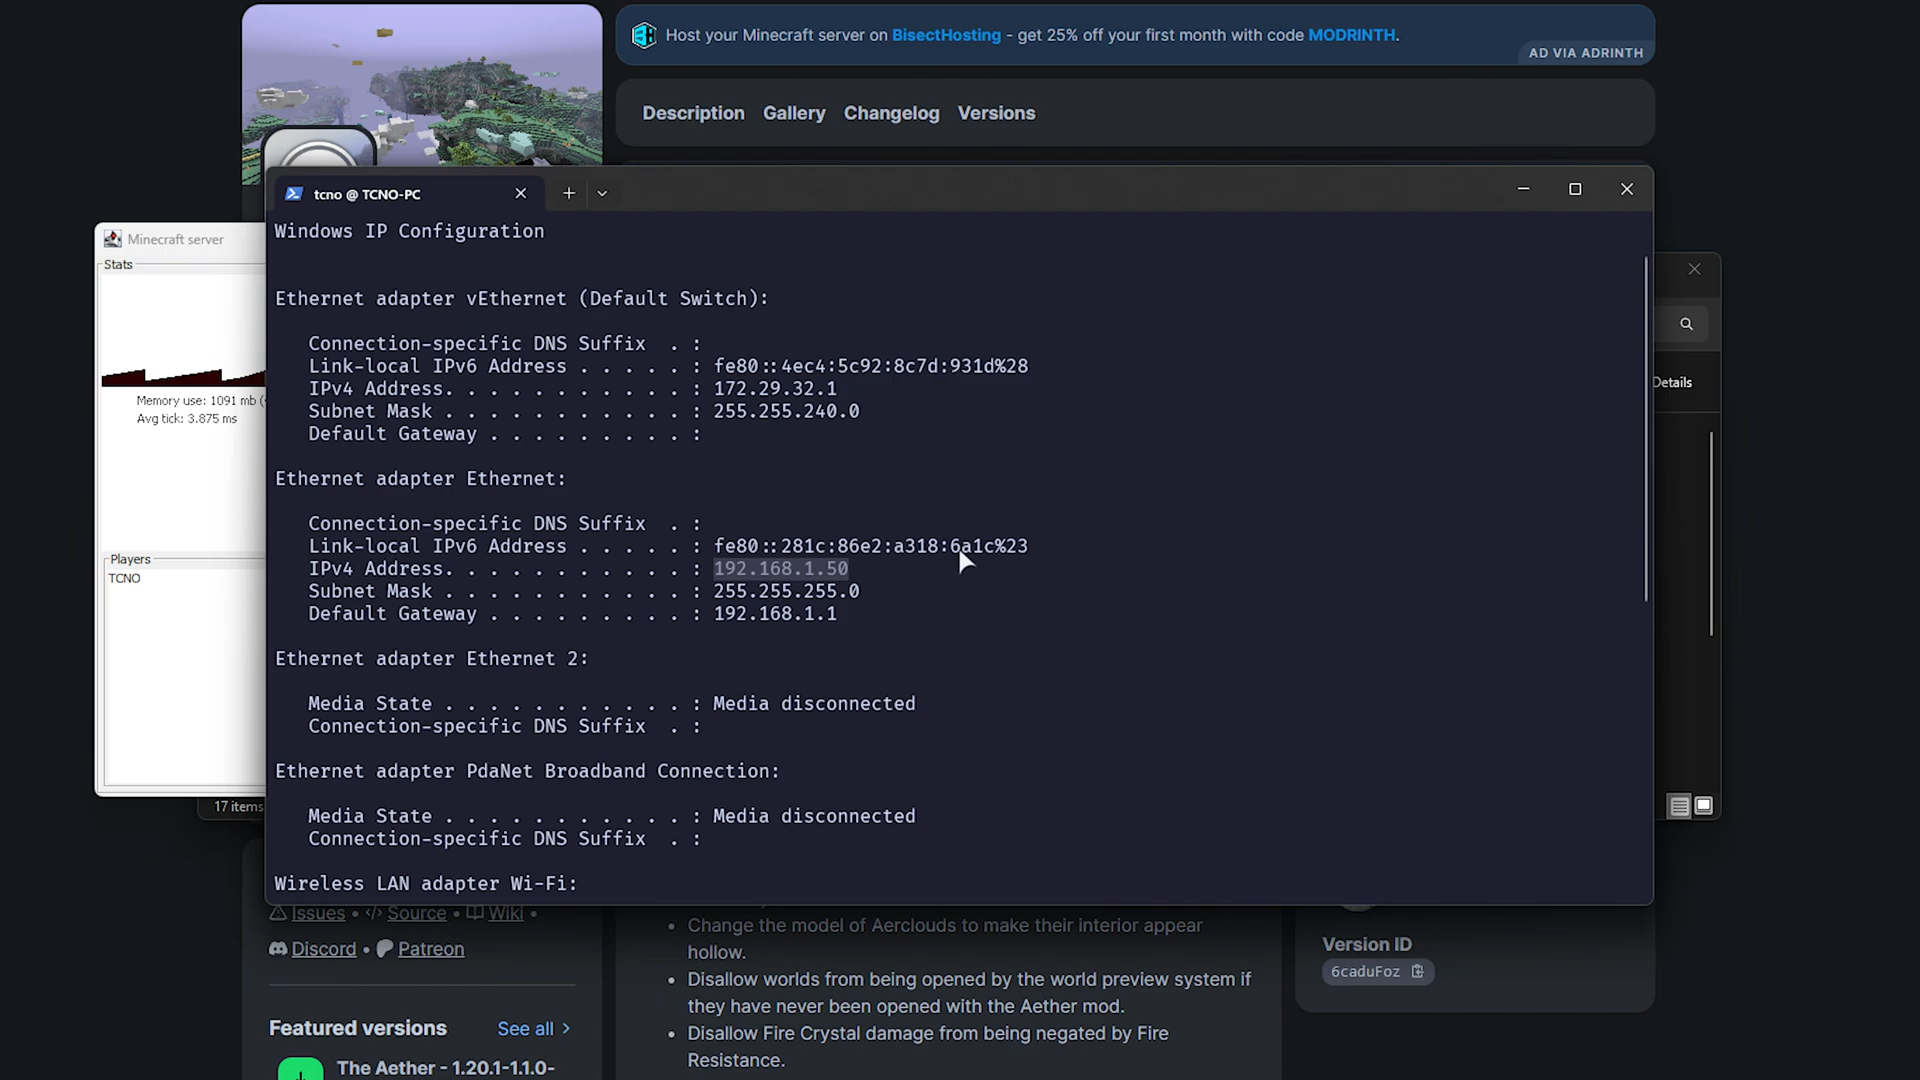 Host your Minecraft server on BisectHosting - get 25% off your first month with code MODRINTH.
AD VIA ADRINTH
Description Gallery Changelog Versions
tcno @ TCNO-PC
Minecraft server
Stats
Memory use: 1091 mb (
Avg tick: 3.875 ms
Players
TCNO
17 items
Windows IP Configuration
Ethernet adapter vEthernet (Default Switch):
Connection-specific DNS Suffix . :
Link-local IPv6 Address . . . . . : fe80::4ec4:5c92:8c7d:931d%28
IPv4 Address. . . . . . . . . . . : 172.29.32.1
Subnet Mask . . . . . . . . . . . : 255.255.240.0
Default Gateway . . . . . . . . . :
Ethernet adapter Ethernet:
Connection-specific DNS Suffix . :
Link-local IPv6 Address . . . . . : fe80::281c:86e2:a318:6a1c%23
IPv4 Address. . . . . . . . . . . : 192.168.1.50
Subnet Mask . . . . . . . . . . . : 255.255.255.0
Default Gateway . . . . . . . . . : 192.168.1.1
Ethernet adapter Ethernet 2:
Media State . . . . . . . . . . . : Media disconnected
Connection-specific DNS Suffix . :
Ethernet adapter PdaNet Broadband Connection:
Media State . . . . . . . . . . . : Media disconnected
Connection-specific DNS Suffix . :
Wireless LAN adapter Wi-Fi:
Details
Issues • Source • Wiki •
Discord • Patreon
Featured versions See all
The Aether - 1.20.1-1.1.0-
• Change the model of Aerclouds to make their interior appear
hollow.
• Disallow worlds from being opened by the world preview system if
they have never been opened with the Aether mod.
• Disallow Fire Crystal damage from being negated by Fire
Resistance.
Version ID
6caduFoz